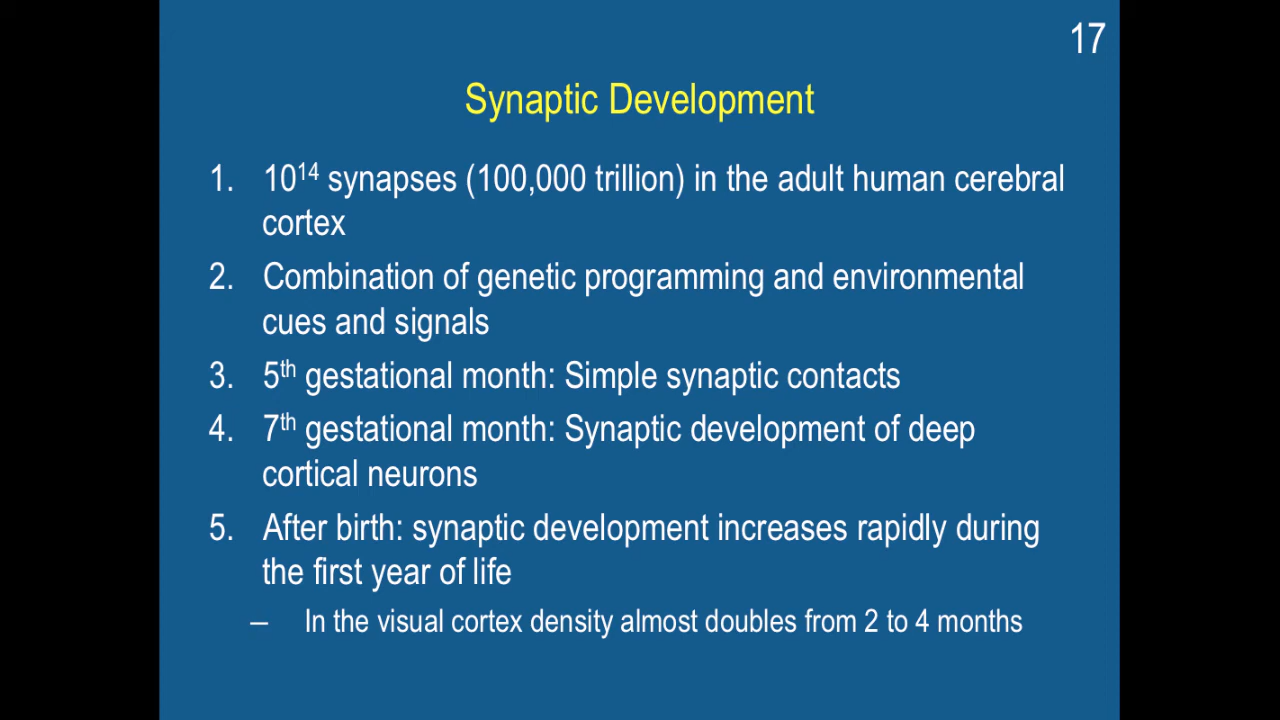 17
Synaptic Development
1. 10¹⁴ synapses (100,000 trillion) in the adult human cerebral
cortex
2. Combination of genetic programming and environmental
cues and signals
3. 5ᵗʰ gestational month: Simple synaptic contacts
4. 7ᵗʰ gestational month: Synaptic development of deep
cortical neurons
5. After birth: synaptic development increases rapidly during
the first year of life
– In the visual cortex density almost doubles from 2 to 4 months